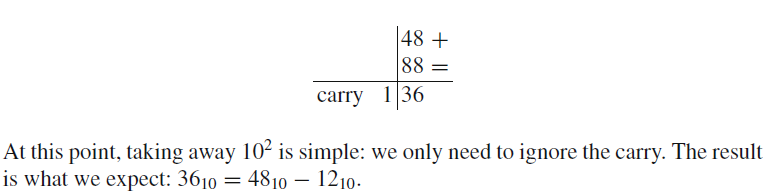 48 +
88 =
carry 1 36
At this point, taking away 10² is simple: we only need to ignore the carry. The result
is what we expect: 36₁₀ = 48₁₀ − 12₁₀.